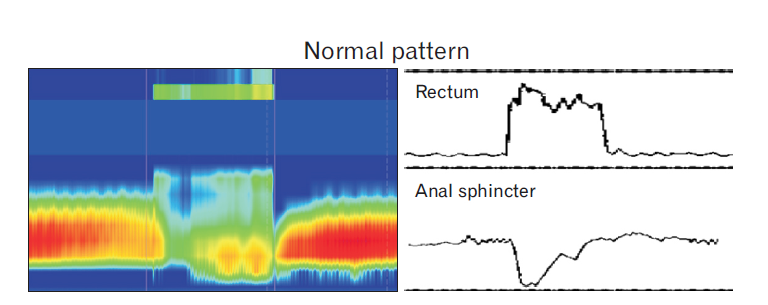 Normal pattern
Rectum
Anal sphincter